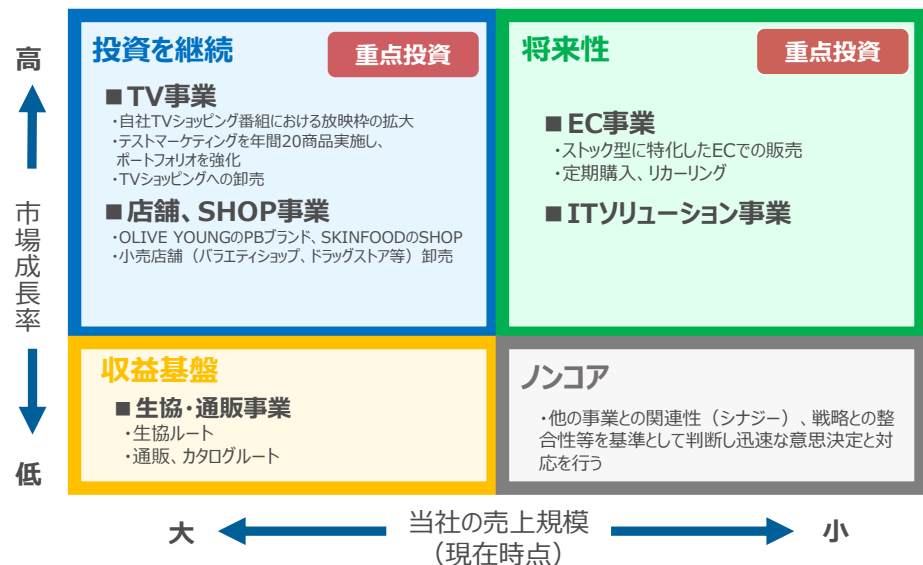 高
市場成長率
低
投資を継続
重点投資
■TV事業
・自社TVショッピング番組における放映枠の拡大
・テストマーケティングを年間20商品実施し、
ポートフォリオを強化
・TVショッピングへの卸売
■店舗、SHOP事業
・OLIVE YOUNGのPBブランド、SKINFOODのSHOP
・小売店舗（バラエティショップ、ドラッグストア等）卸売
将来性
重点投資
■EC事業
・ストック型に特化したECでの販売
・定期購入、リカーリング
■ITソリューション事業
収益基盤
■生協・通販事業
・生協ルート
・通販、カタログルート
ノンコア
・他の事業との関連性（シナジー）、戦略との整
合性等を基準として判断し迅速な意思決定と対
応を行う
大
当社の売上規模
（現在時点）
小